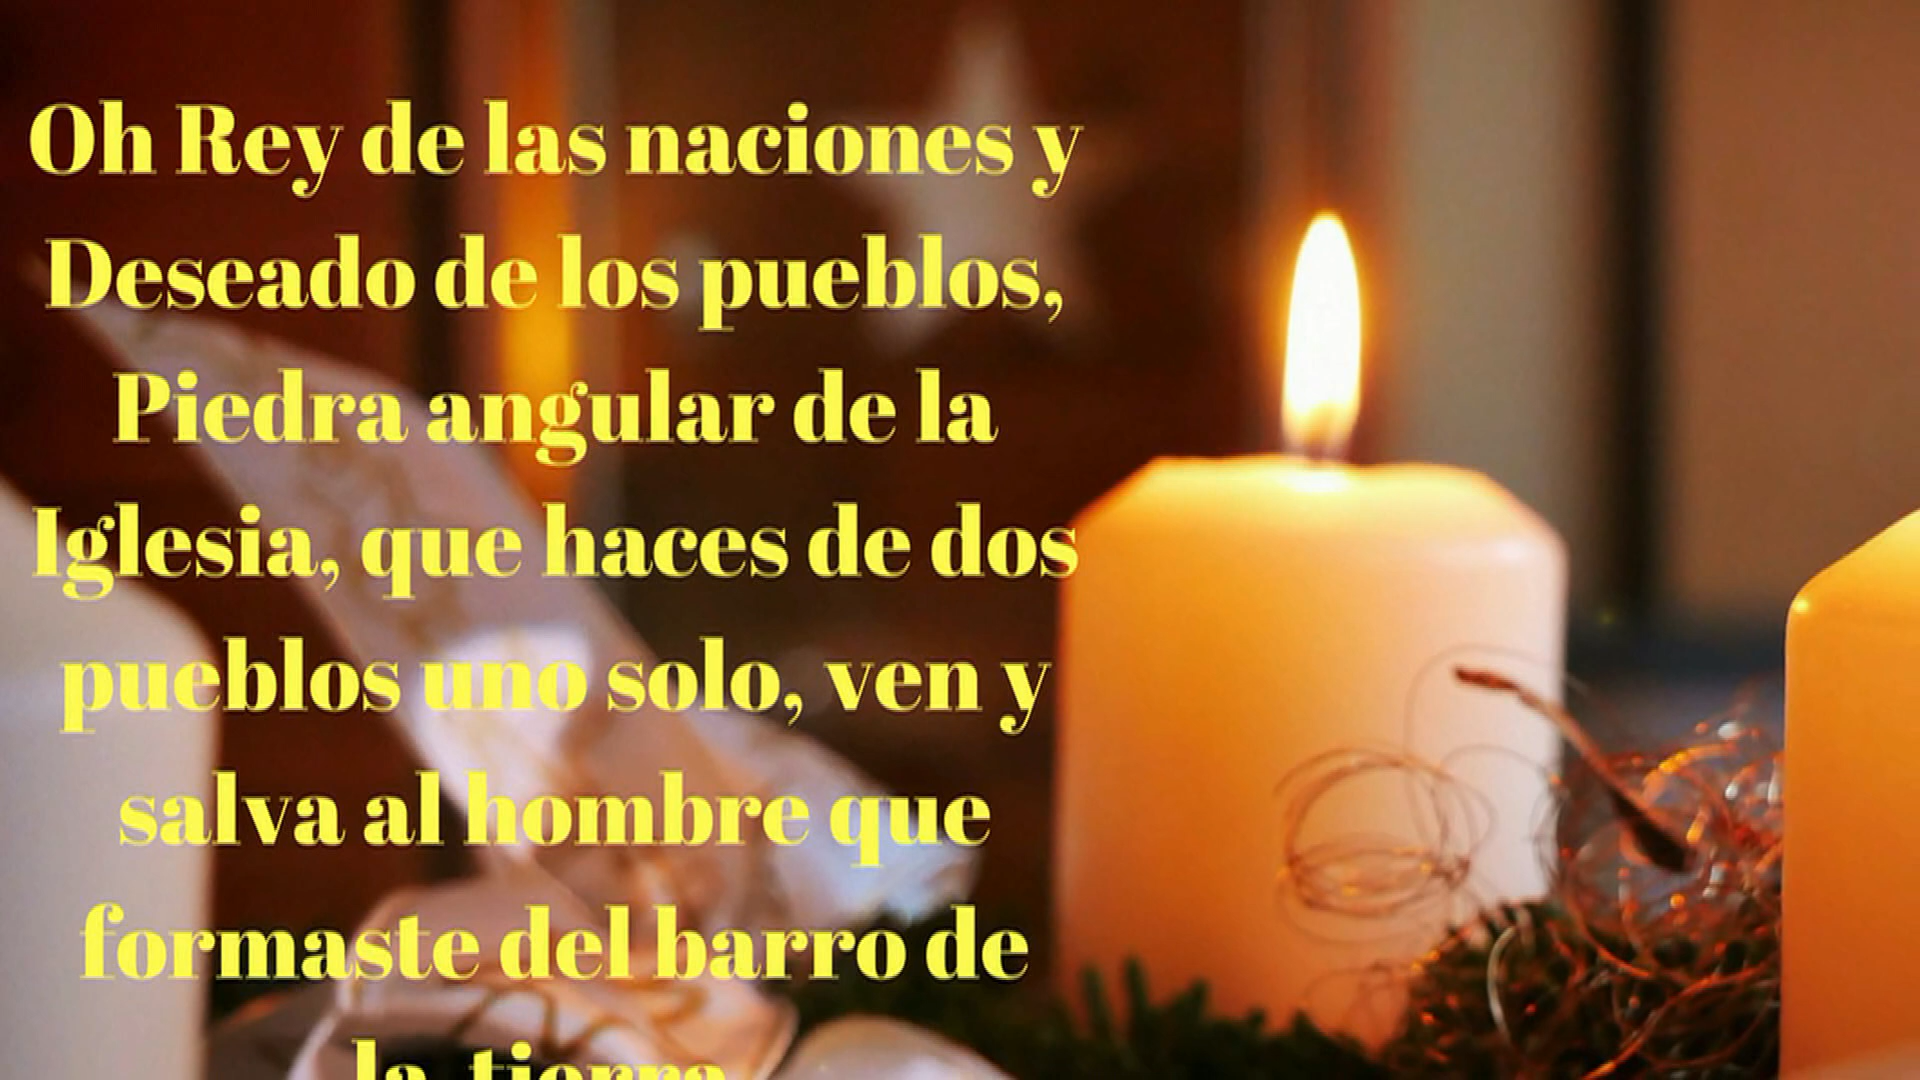 Oh Rey de las naciones y
Deseado de los pueblos,
Piedra angular de la
Iglesia, que haces de dos
pueblos uno solo, ven y
salva al hombre que
formaste del barro de
la tierra